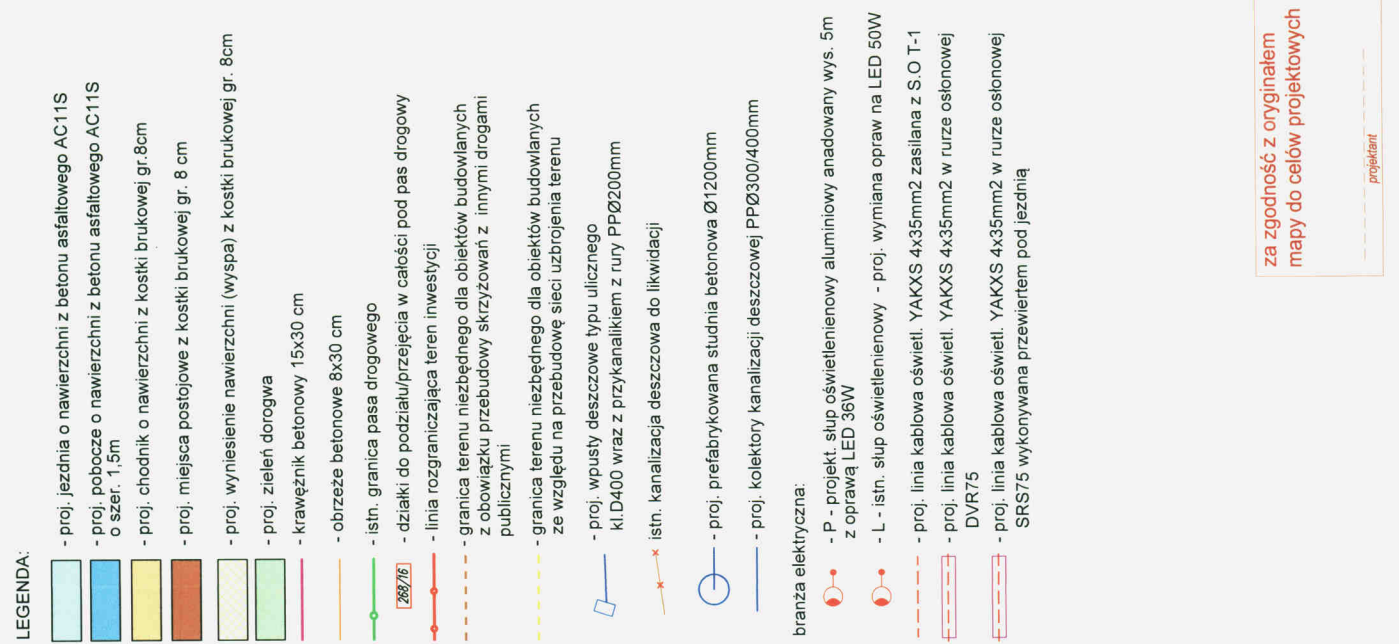 LEGENDA:
- proj. jezdnia o nawierzchni z betonu asfaltowego AC11S
- proj. pobocze o nawierzchni z betonu asfaltowego AC11S
o szer. 1,5m
- proj. chodnik o nawierzchni z kostki brukowej gr.8cm
- proj. miejsca postojowe z kostki brukowej gr. 8 cm
- proj. wyniesienie nawierzchni (wyspa) z kostki brukowej gr. 8cm
- proj. zieleń dorogwa
- krawężnik betonowy 15x30 cm
- obrzeże betonowe 8x30 cm
- istn. granica pasa drogowego
268/16
- działki do podziału/przejęcia w całości pod pas drogowy
- linia rozgraniczająca teren inwestycji
- granica terenu niezbędnego dla obiektów budowlanych
z obowiązku przebudowy skrzyżowań z innymi drogami
publicznymi
- granica terenu niezbędnego dla obiektów budowlanych
ze względu na przebudowę sieci uzbrojenia terenu
- proj. wpusty deszczowe typu ulicznego
kl.D400 wraz z przykanalikiem z rury PPØ200mm
istn. kanalizacja deszczowa do likwidacji
- proj. prefabrykowana studnia betonowa Ø1200mm
- proj. kolektory kanalizacji deszczowej PPØ300/400mm
branża elektryczna:
- P - projekt. słup oświetlenienowy aluminiowy anadowany wys. 5m
z oprawą LED 36W
- L - istn. słup oświetlenienowy - proj. wymiana opraw na LED 50W
- proj. linia kablowa oświetl. YAKXS 4x35mm2 zasilana z S.O T-1
- proj. linia kablowa oświetl. YAKXS 4x35mm2 w rurze osłonowej
DVR75
- proj. linia kablowa oświetl. YAKXS 4x35mm2 w rurze osłonowej
SRS75 wykonywana przewiertem pod jezdnią
za zgodność z oryginałem
mapy do celów projektowych
projektant